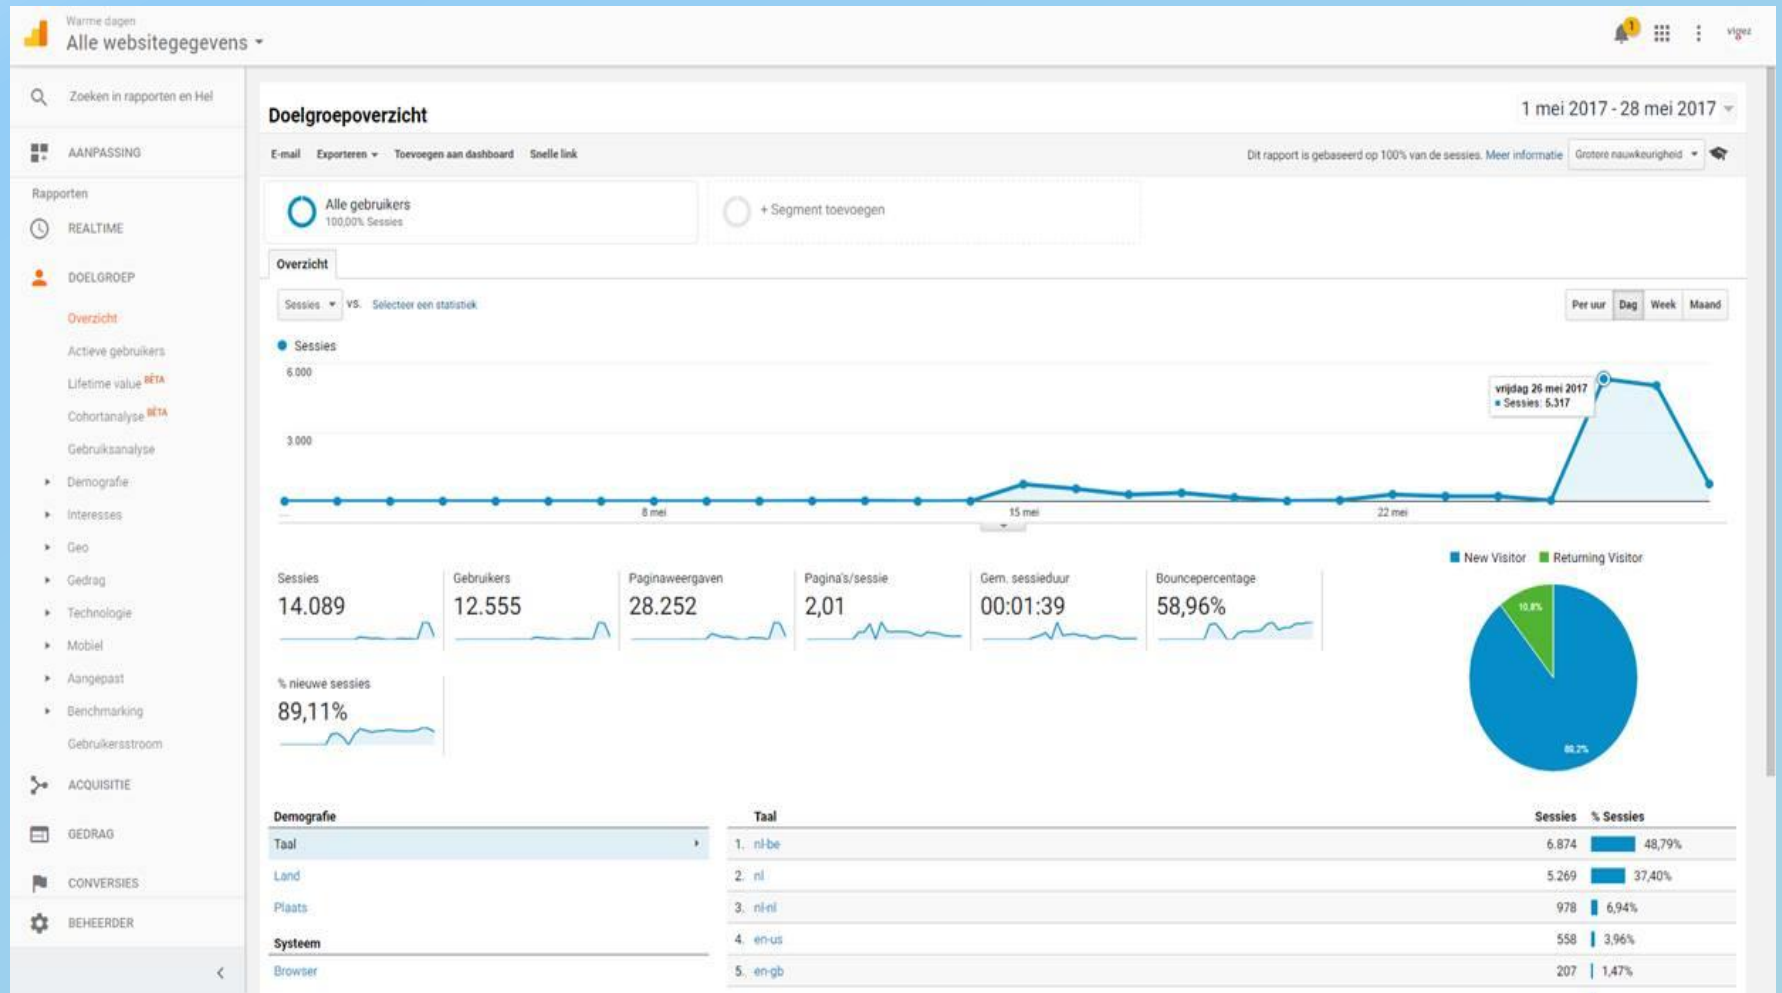 Warme dagen
Alle websitegegevens
1
vigez
Zoeken in rapporten en Hel
AANPASSING
Rapporten
REALTIME
DOELGROEP
Overzicht
Actieve gebruikers
Lifetime value BÈTA
Cohortanalyse BÈTA
Gebruiksanalyse
Demografie
Interesses
Geo
Gedrag
Technologie
Mobiel
Aangepast
Benchmarking
Gebruikersstroom
ACQUISITIE
GEDRAG
CONVERSIES
BEHEERDER
Doelgroepoverzicht
1 mei 2017 - 28 mei 2017
E-mail Exporteren Toevoegen aan dashboard Snelle link
Dit rapport is gebaseerd op 100% van de sessies. Meer informatie Grotere nauwkeurigheid
Alle gebruikers
100,00% Sessies
+ Segment toevoegen
Overzicht
Sessies VS. Selecteer een statistiek
Per uur Dag Week Maand
Sessies
6.000
3.000
vrijdag 26 mei 2017
Sessies: 5.317
... 8 mei 15 mei 22 mei
New Visitor Returning Visitor
10,8%
89,2%
Sessies Gebruikers Paginaweergaven Pagina's/sessie Gem. sessieduur Bouncepercentage
14.089 12.555 28.252 2,01 00:01:39 58,96%
% nieuwe sessies
89,11%
Demografie
Taal
Land
Plaats
Systeem
Browser
Taal Sessies % Sessies
1. nl-be 6.874 48,79%
2. nl 5.269 37,40%
3. nl-nl 978 6,94%
4. en-us 558 3,96%
5. en-gb 207 1,47%